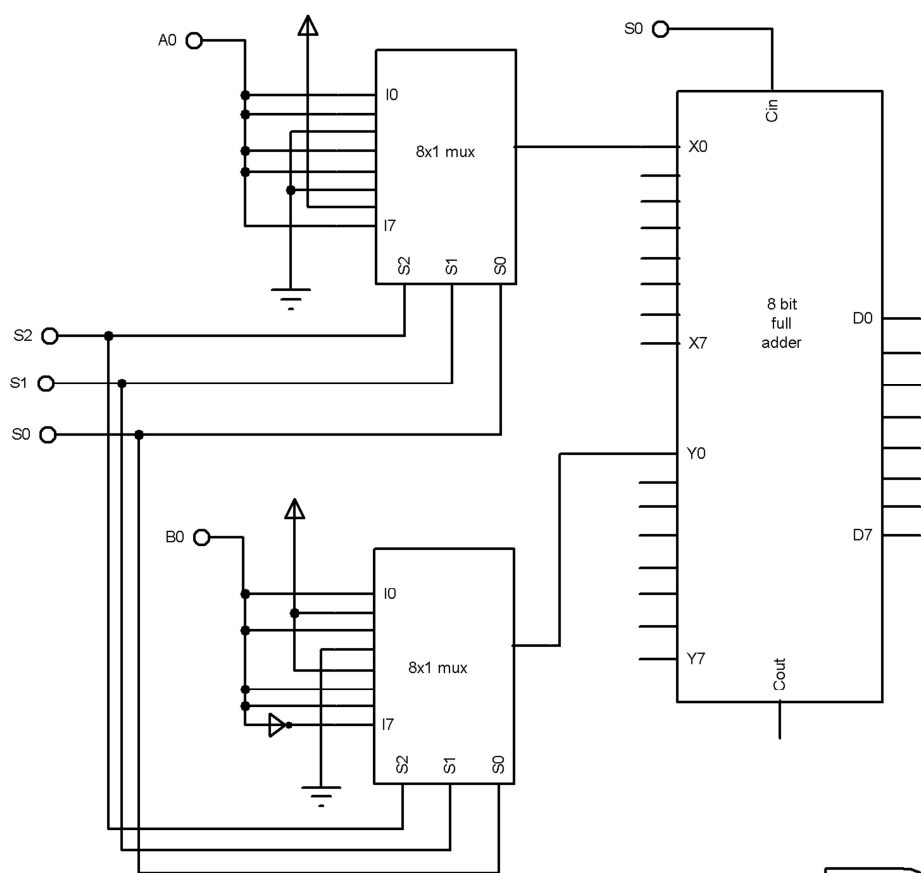 A0
S0
Cin
I0
8x1 mux
X0
I7
S2
S1
S0
S2
8 bit
full
adder
D0
X7
S1
S0
Y0
B0
D7
I0
8x1 mux
Y7
I7
Cout
S2
S1
S0